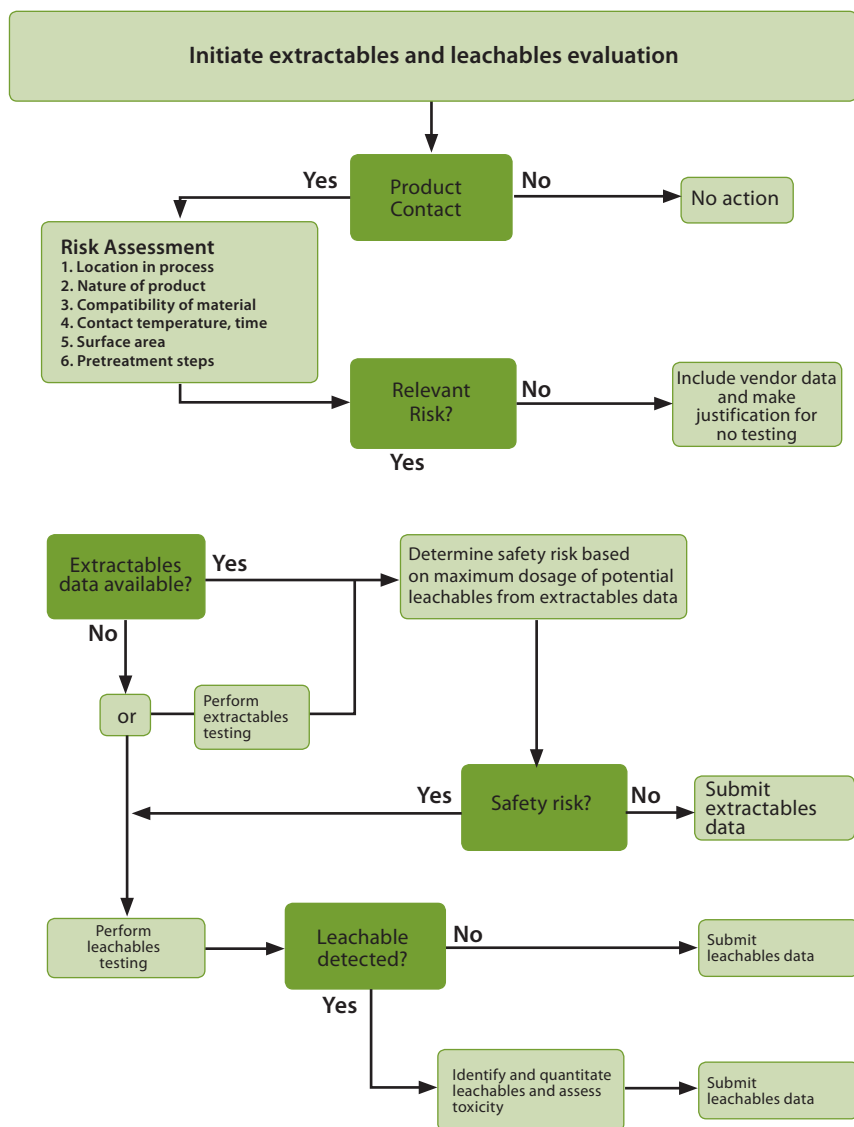 Initiate extractables and leachables evaluation
Yes
Product
Contact
No
No action
Risk Assessment
1. Location in process
2. Nature of product
3. Compatibility of material
4. Contact temperature, time
5. Surface area
6. Pretreatment steps
Relevant
Risk?
No
Include vendor data
and make
justification for
no testing
Yes
Extractables
data available?
Yes
Determine safety risk based
on maximum dosage of potential
leachables from extractables data
No
or
Perform
extractables
testing
Yes
Safety risk?
No
Submit
extractables
data
Perform
leachables
testing
Leachable
detected?
No
Submit
leachables data
Yes
Identify and quantitate
leachables and assess
toxicity
Submit
leachables data